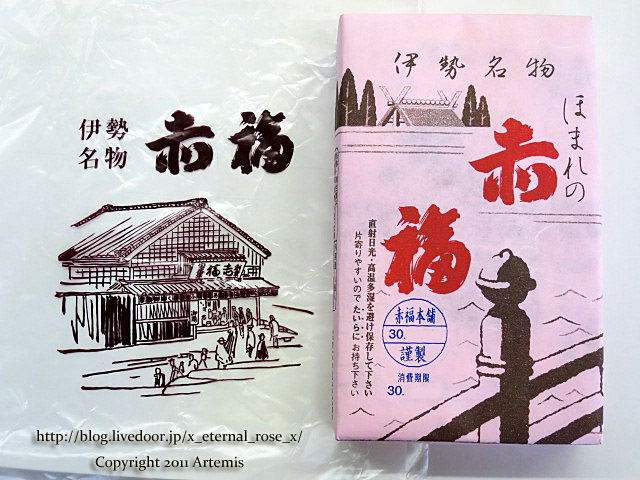 伊勢
名物
赤福
伊勢名物
ほまれの
赤
福
直射日光・高温多湿を避け保存して下さい
片寄りやすいのでたいらにお持ち下さい
赤福本舗
30.
謹製
消費期限
30.
http://blog.livedoor.jp/x_eternal_rose_x/
Copyright 2011 Artemis